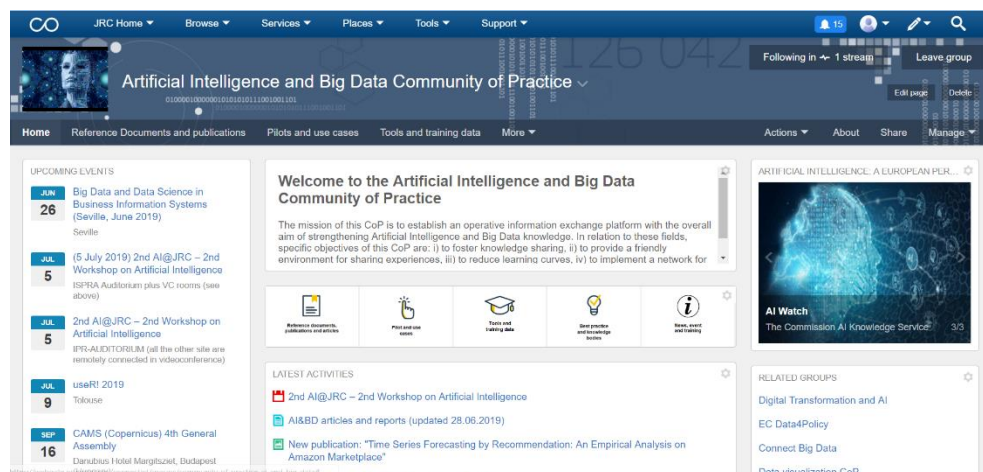 JRC Home Browse Services Places Tools Support 15
Following in 1 stream Leave group
Artificial Intelligence and Big Data Community of Practice
Edit page Delete
Home Reference Documents and publications Pilots and use cases Tools and training data More Actions About Share Manage
UPCOMING EVENTS
JUN
26
Big Data and Data Science in
Business Information Systems
(Seville, June 2019)
Seville
JUL
5
(5 July 2019) 2nd AI@JRC – 2nd
Workshop on Artificial Intelligence
ISPRA Auditorium plus VC rooms (see
above)
JUL
5
2nd AI@JRC – 2nd Workshop on
Artificial Intelligence
IPR-AUDITORIUM (all the other site are
remotely connected in videoconference)
JUL
9
useR! 2019
Tolouse
SEP
16
CAMS (Copernicus) 4th General
Assembly
Danubius Hotel Margitsziget, Budapest
Welcome to the Artificial Intelligence and Big Data
Community of Practice
The mission of this CoP is to establish an operative information exchange platform with the overall
aim of strengthening Artificial Intelligence and Big Data knowledge. In relation to these fields,
specific objectives of this CoP are: i) to foster knowledge sharing, ii) to provide a friendly
environment for sharing experiences, iii) to reduce learning curves, iv) to implement a network for
Reference documents,
publications and articles
Pilot and use
cases
Tools and
training data
Best practice
and knowledge
bodies
News, event
and training
LATEST ACTIVITIES
2nd AI@JRC – 2nd Workshop on Artificial Intelligence
AI&BD articles and reports (updated 28.06.2019)
New publication: "Time Series Forecasting by Recommendation: An Empirical Analysis on
Amazon Marketplace"
ARTIFICIAL INTELLIGENCE: A EUROPEAN PER...
AI Watch
The Commission AI Knowledge Service 3/3
RELATED GROUPS
Digital Transformation and AI
EC Data4Policy
Connect Big Data
Data visualization CoP